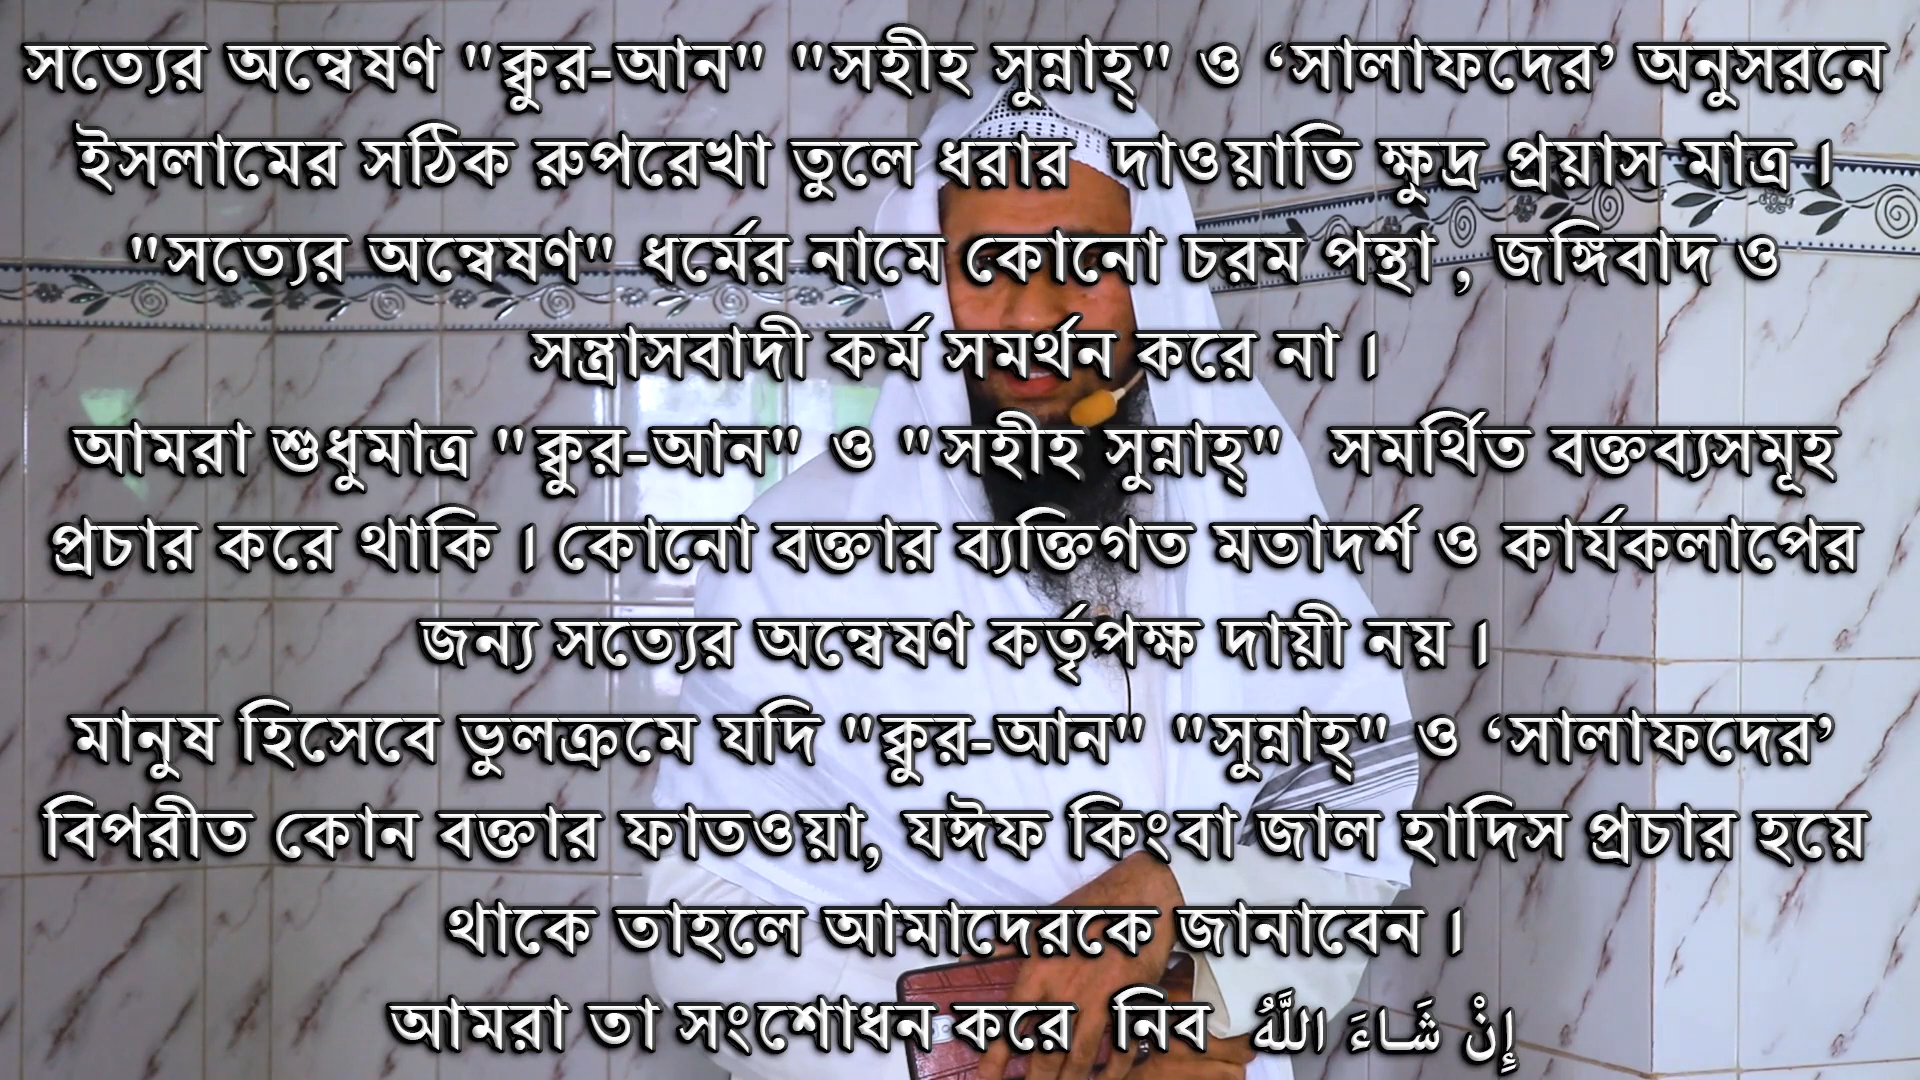 সত্যের অন্বেষণ "ক্বুর-আন" "সহীহ সুন্নাহ্" ও ‘সালাফদের’ অনুসরনে
ইসলামের সঠিক রুপরেখা তুলে ধরার দাওয়াতি ক্ষুদ্র প্রয়াস মাত্র ।
"সত্যের অন্বেষণ" ধর্মের নামে কোনো চরম পন্থা , জঙ্গিবাদ ও
সন্ত্রাসবাদী কর্ম সমর্থন করে না ।
আমরা শুধুমাত্র "ক্বুর-আন" ও "সহীহ সুন্নাহ্" সমর্থিত বক্তব্যসমূহ
প্রচার করে থাকি । কোনো বক্তার ব্যক্তিগত মতাদর্শ ও কার্যকলাপের
জন্য সত্যের অন্বেষণ কর্তৃপক্ষ দায়ী নয় ।
মানুষ হিসেবে ভুলক্রমে যদি "ক্বুর-আন" "সুন্নাহ্" ও ‘সালাফদের’
বিপরীত কোন বক্তার ফাতওয়া, যঈফ কিংবা জাল হাদিস প্রচার হয়ে
থাকে তাহলে আমাদেরকে জানাবেন ।
আমরা তা সংশোধন করে নিব إِنْ شَاءَ اللَّهُ